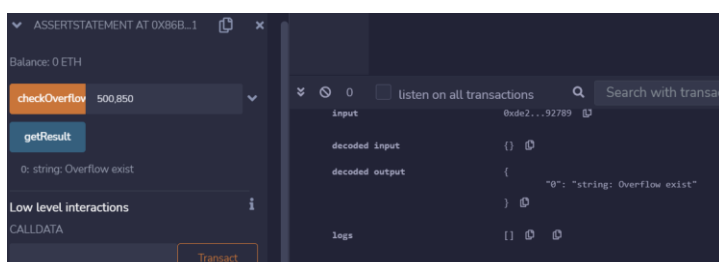 ASSERTSTATEMENT AT 0X86B...1
Balance: 0 ETH
checkOverflov 500,850
getResult
0: string: Overflow exist
Low level interactions
CALLDATA
Transact
0 listen on all transactions Search with transa
input 0xde2...92789
decoded input {}
decoded output {
"0": "string: Overflow exist"
}
logs []